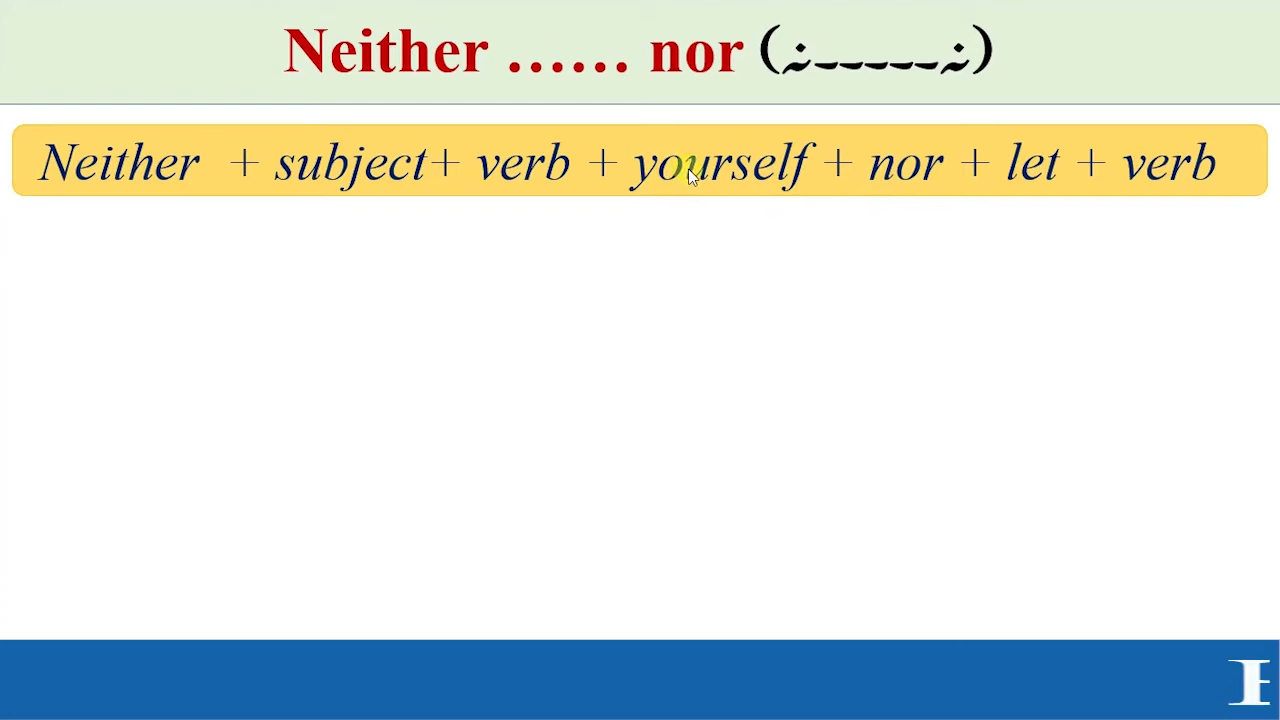 Neither …… nor (نہ-----نہ)
Neither + subject+ verb + yourself + nor + let + verb